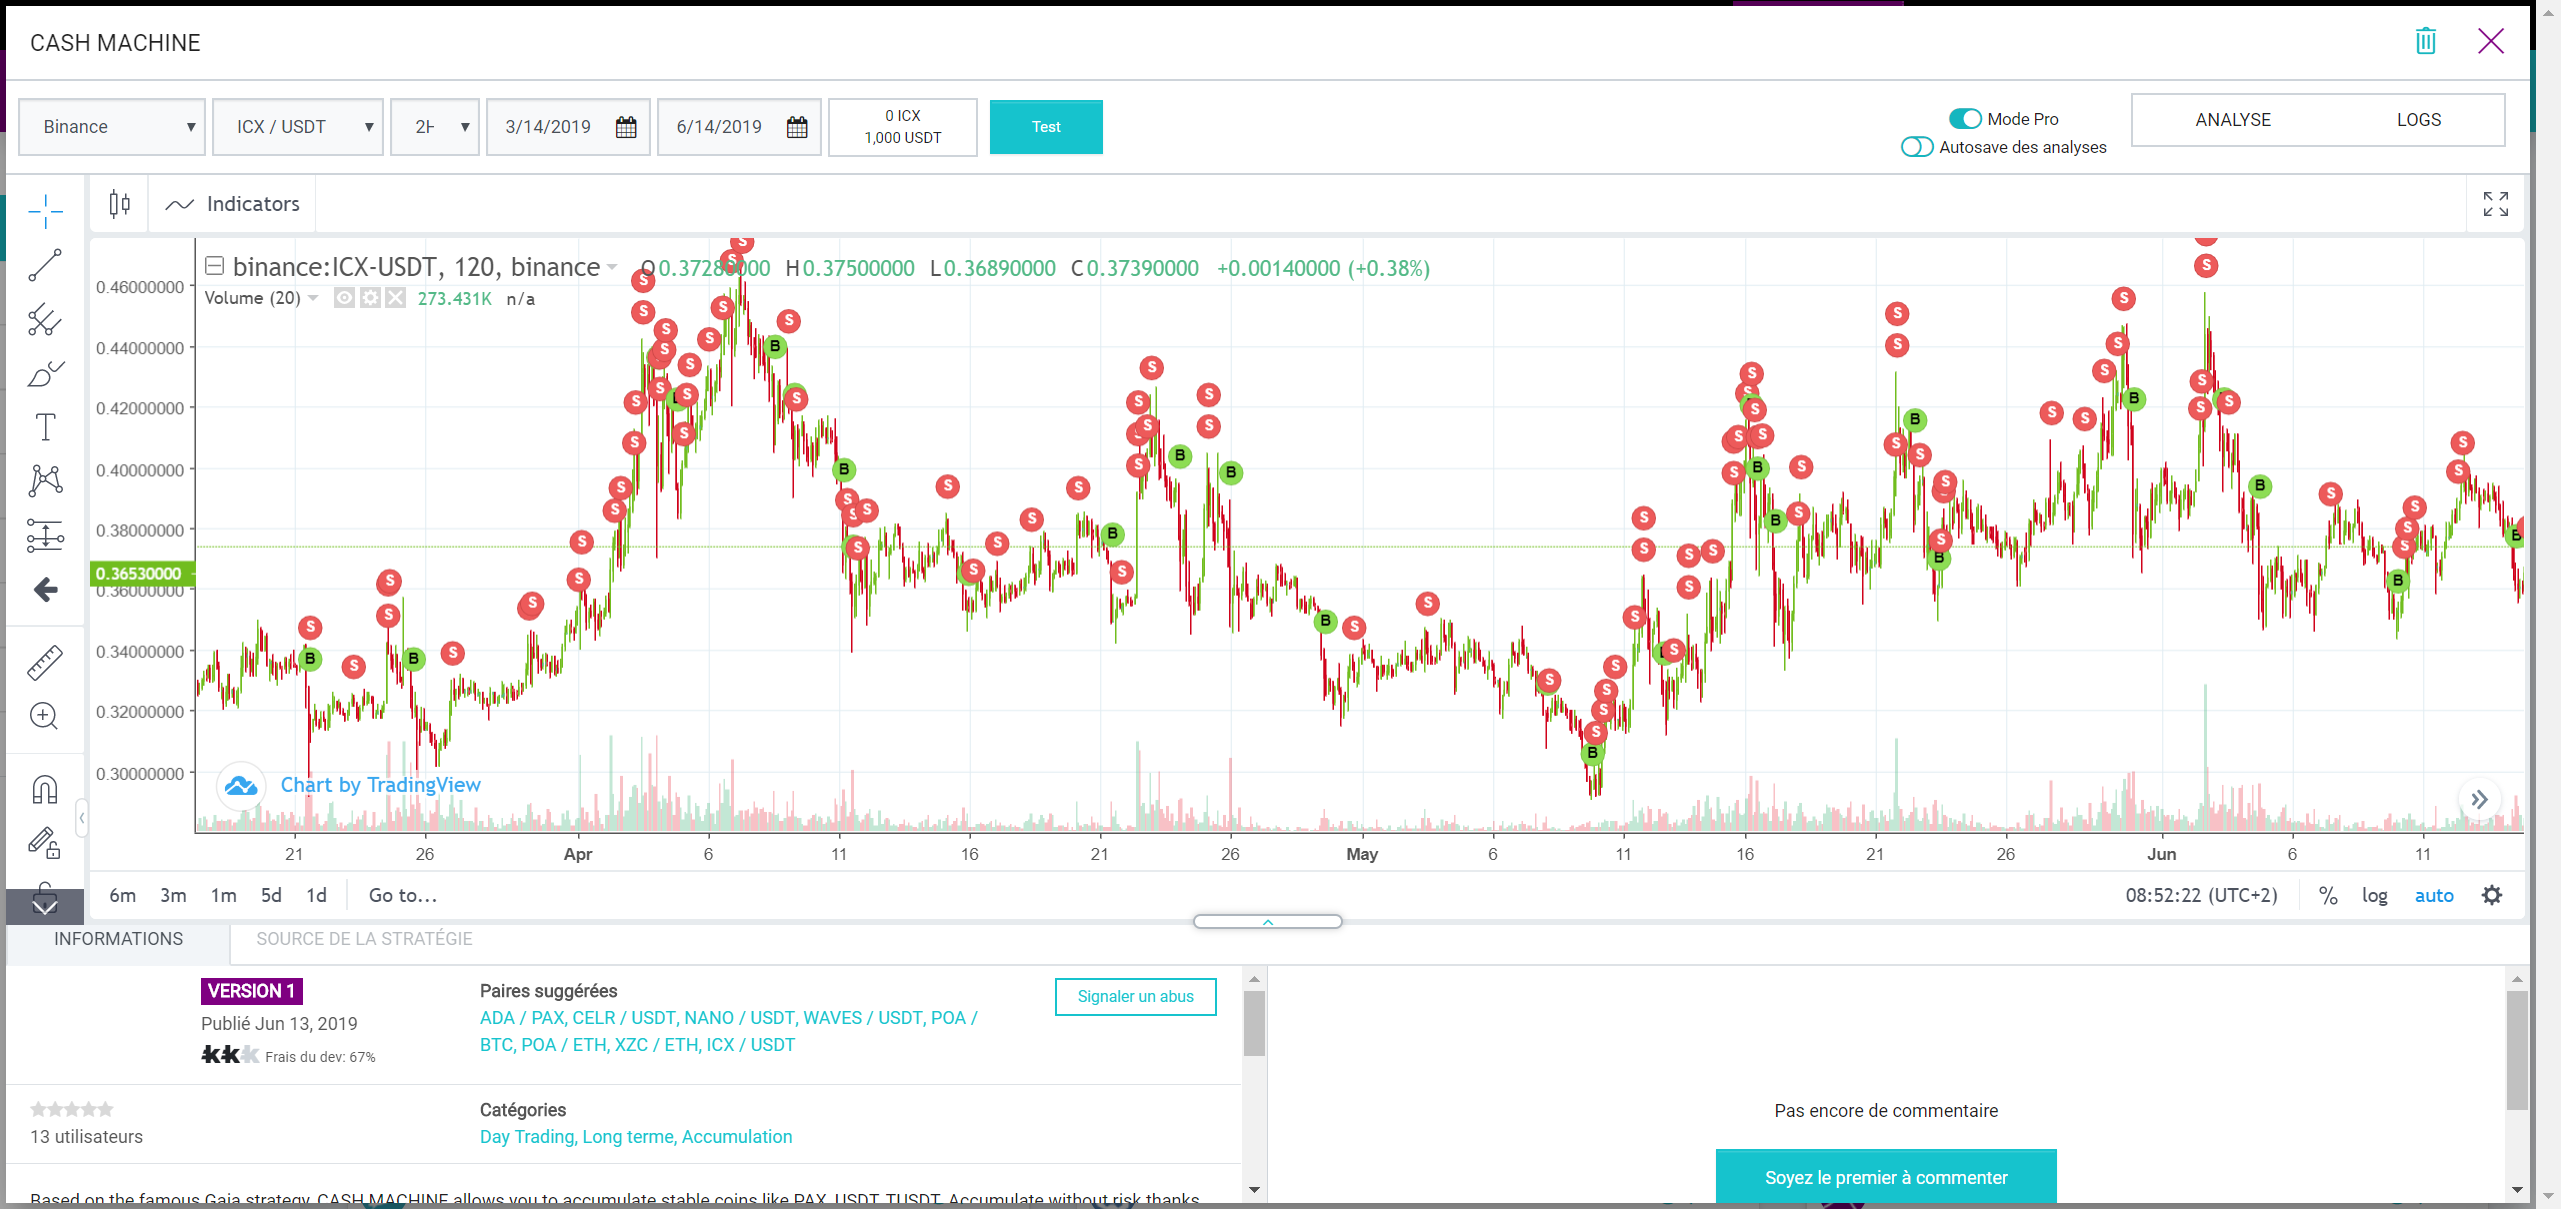 CASH MACHINE
Binance
ICX / USDT
2H
3/14/2019
6/14/2019
0 ICX
1,000 USDT
Test
Mode Pro
Autosave des analyses
ANALYSE
LOGS
Indicators
binance:ICX-USDT, 120, binance
O 0.37280000 H 0.37500000 L 0.36890000 C 0.37390000 +0.00140000 (+0.38%)
Volume (20)
273.431K n/a
0.46000000
0.44000000
0.42000000
0.40000000
0.38000000
0.36530000
0.36000000
0.34000000
0.32000000
0.30000000
Chart by TradingView
21 26 Apr 6 11 16 21 26 May 6 11 16 21 26 Jun 6 11
6m 3m 1m 5d 1d Go to...
08:52:22 (UTC+2) % log auto
INFORMATIONS
SOURCE DE LA STRATÉGIE
VERSION 1
Publié Jun 13, 2019
Frais du dev: 67%
Paires suggérées
ADA / PAX, CELR / USDT, NANO / USDT, WAVES / USDT, POA /
BTC, POA / ETH, XZC / ETH, ICX / USDT
Signaler un abus
13 utilisateurs
Catégories
Day Trading, Long terme, Accumulation
Based on the famous Gaia strategy, CASH MACHINE allows you to accumulate stable coins like PAX, USDT, TUSDT. Accumulate without risk thanks
Pas encore de commentaire
Soyez le premier à commenter